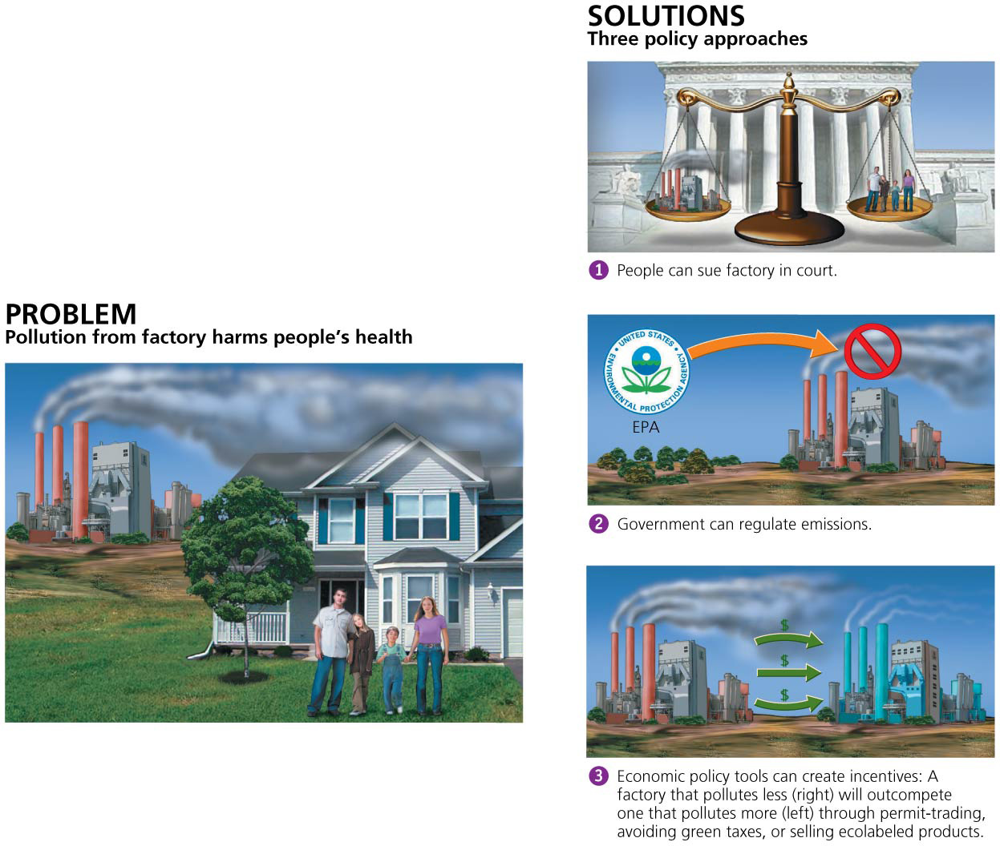 SOLUTIONS
Three policy approaches
1 People can sue factory in court.
PROBLEM
Pollution from factory harms people's health
UNITED STATES
ENVIRONMENTAL PROTECTION AGENCY
EPA
2 Government can regulate emissions.
$
$
$
3 Economic policy tools can create incentives: A
factory that pollutes less (right) will outcompete
one that pollutes more (left) through permit-trading,
avoiding green taxes, or selling ecolabeled products.